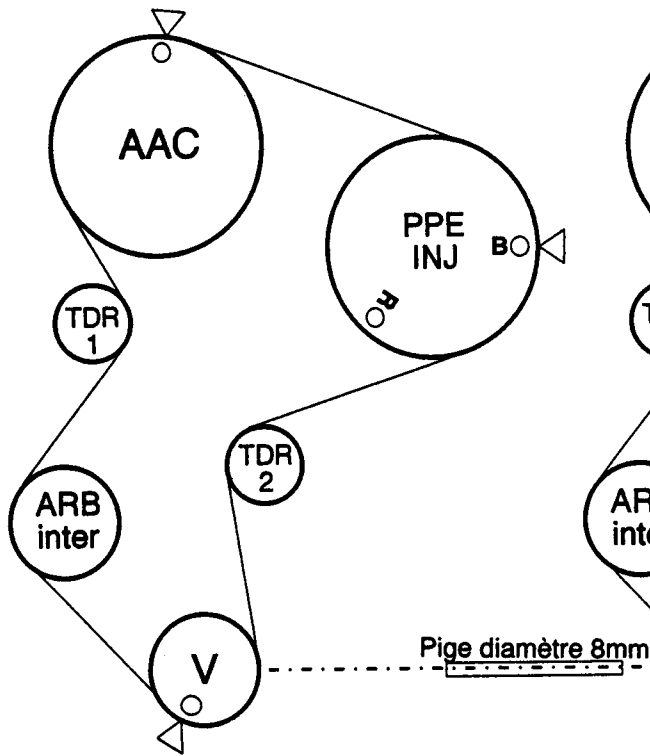 AAC
PPE
INJ
B
R
TDR
1
TDR
2
ARB
inter
V
Pige diamètre 8mm